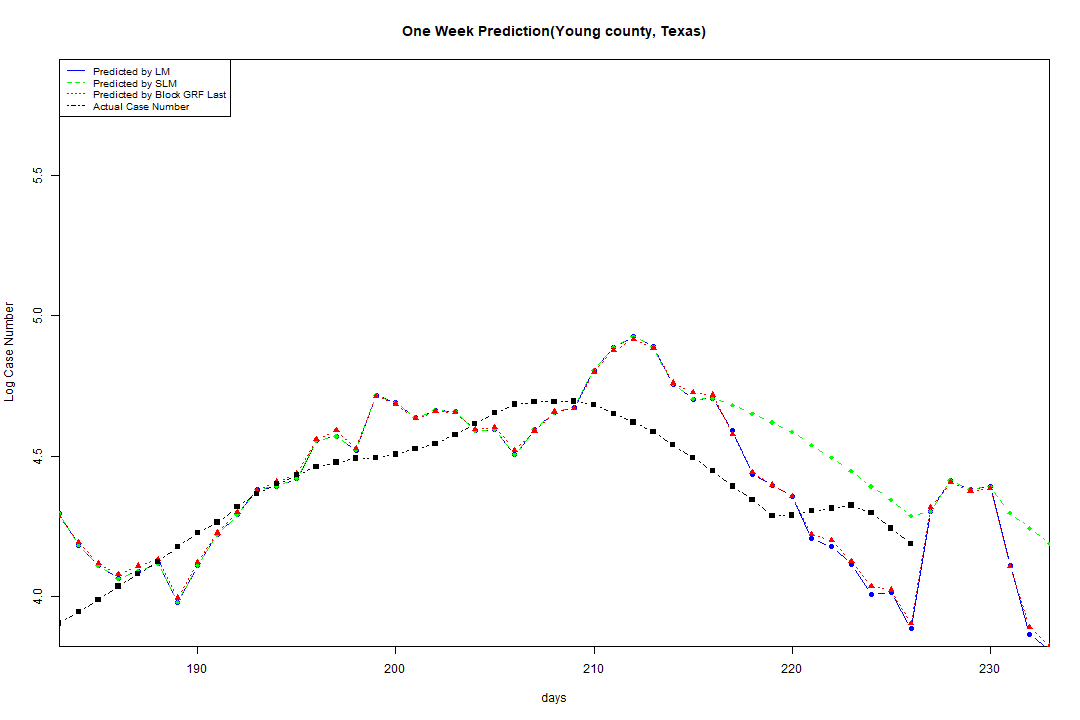 One Week Prediction(Young county, Texas)
Predicted by LM
Predicted by SLM
Predicted by Block GRF Last
Actual Case Number
5.5
5.0
4.5
4.0
Log Case Number
190 200 210 220 230
days